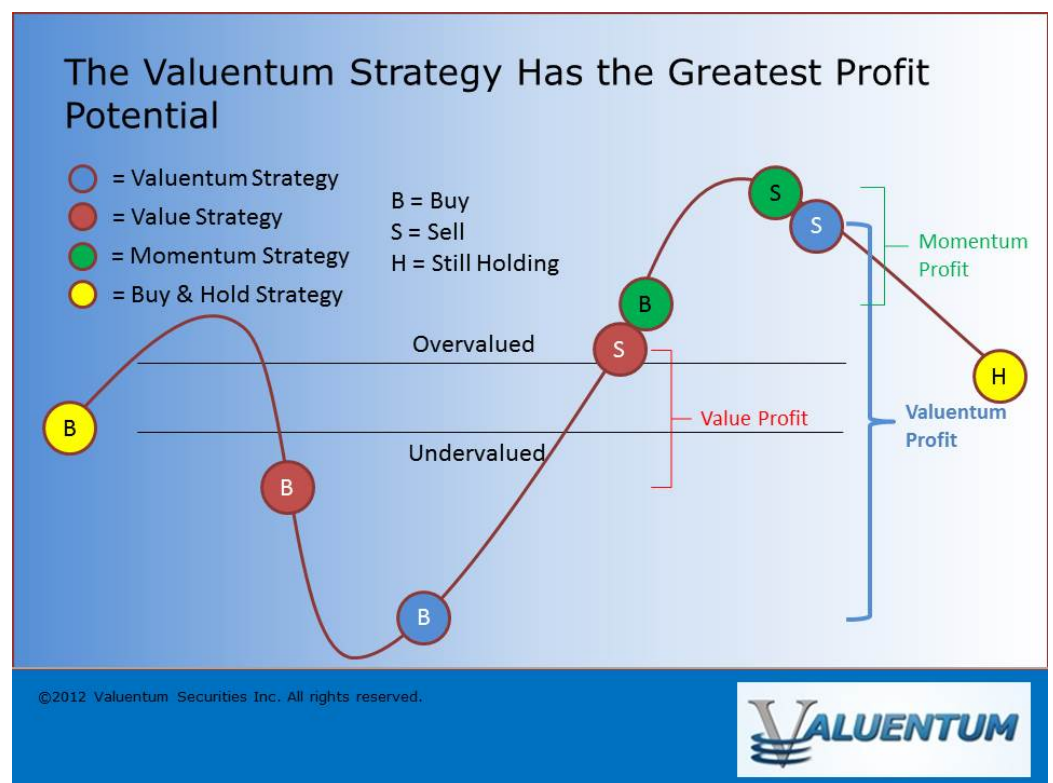 The Valuentum Strategy Has the Greatest Profit
Potential
= Valuentum Strategy
= Value Strategy
= Momentum Strategy
= Buy & Hold Strategy
B = Buy
S = Sell
H = Still Holding
S
S
Momentum
Profit
B
Overvalued
S
H
B
Value Profit
Valuentum
Profit
Undervalued
B
B
©2012 Valuentum Securities Inc. All rights reserved.
VALUENTUM